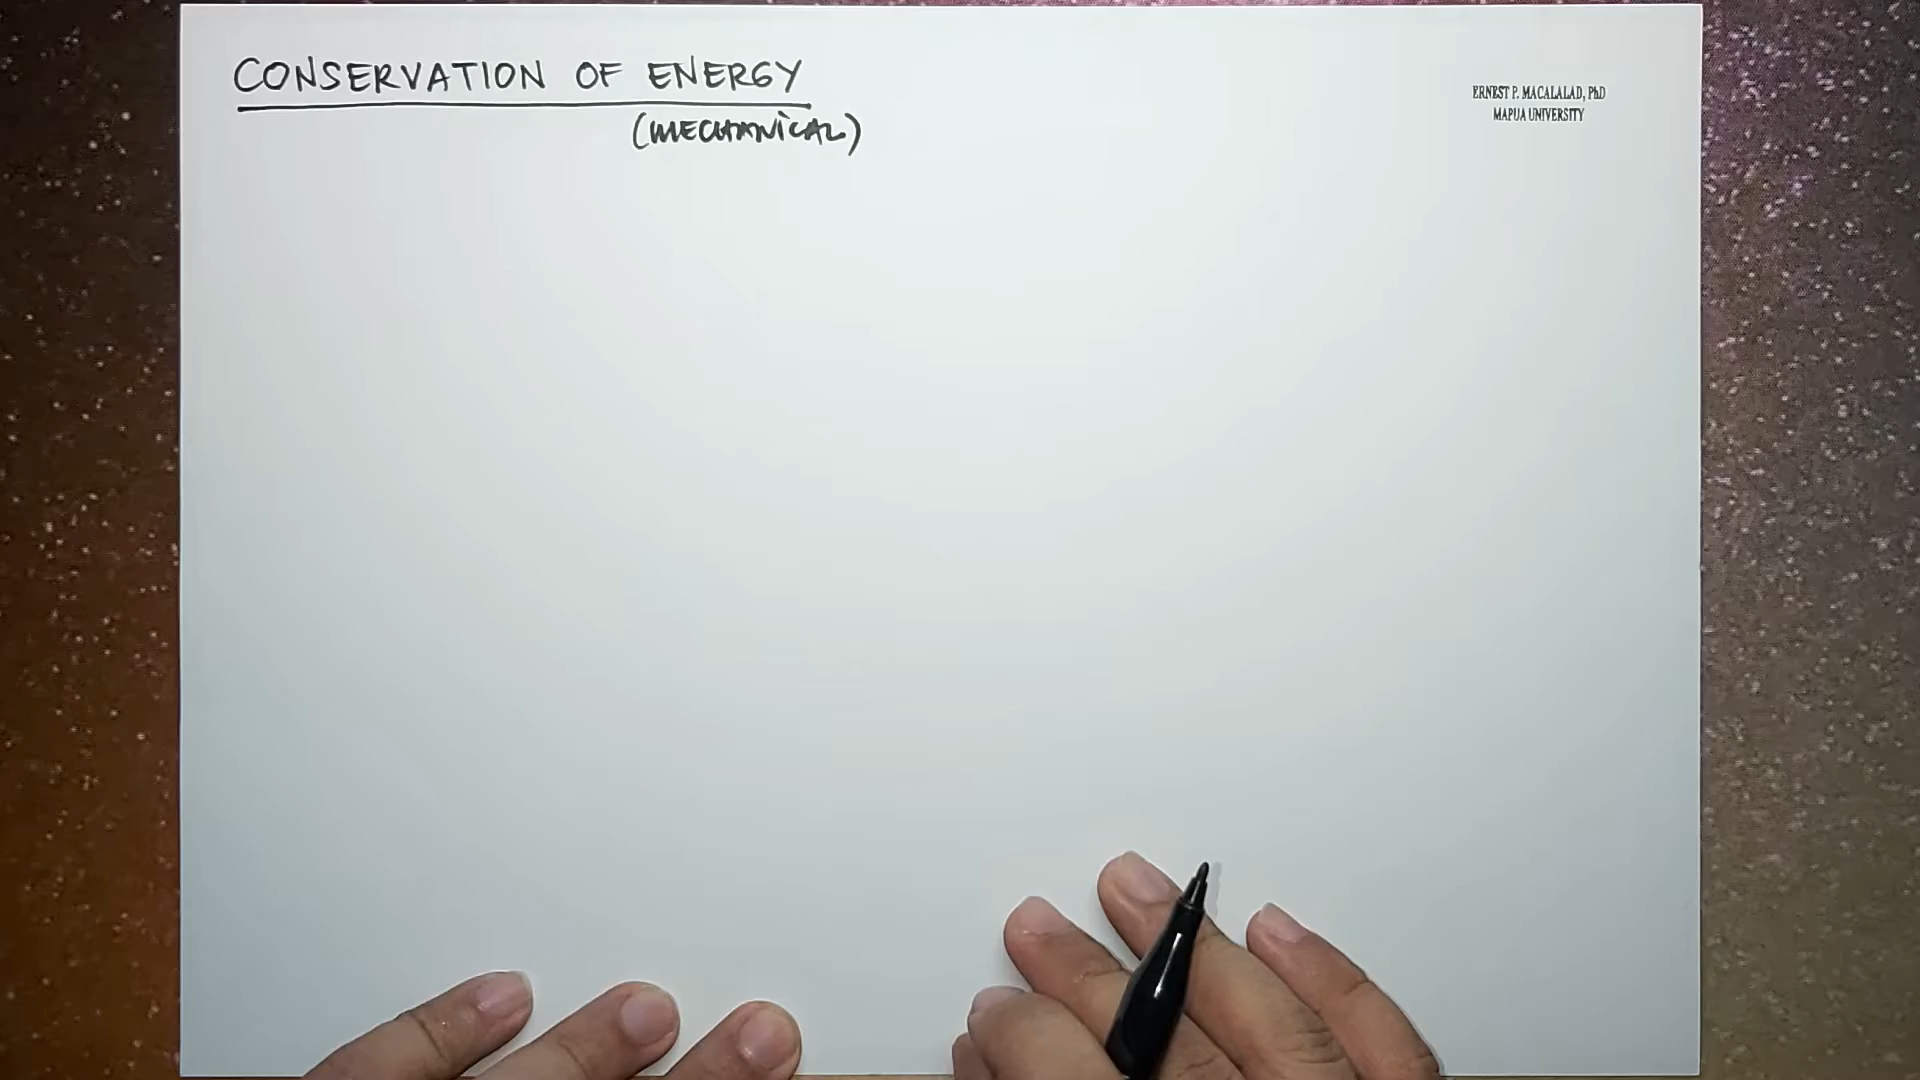 CONSERVATION OF ENERGY
(MECHANiCAL)
ERNEST P. MACALALAD, PhD
MAPUA UNIVERSITY